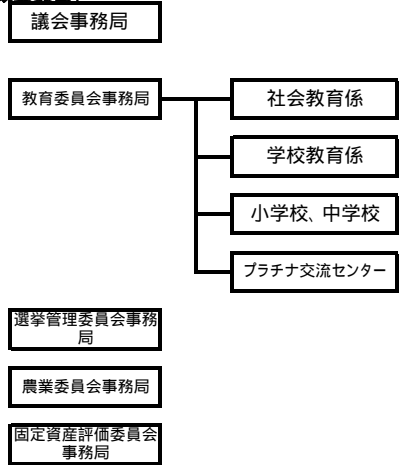 議会事務局
教育委員会事務局
社会教育係
学校教育係
小学校、中学校
プラチナ交流センター
選挙管理委員会事務
局
農業委員会事務局
固定資産評価委員会
事務局